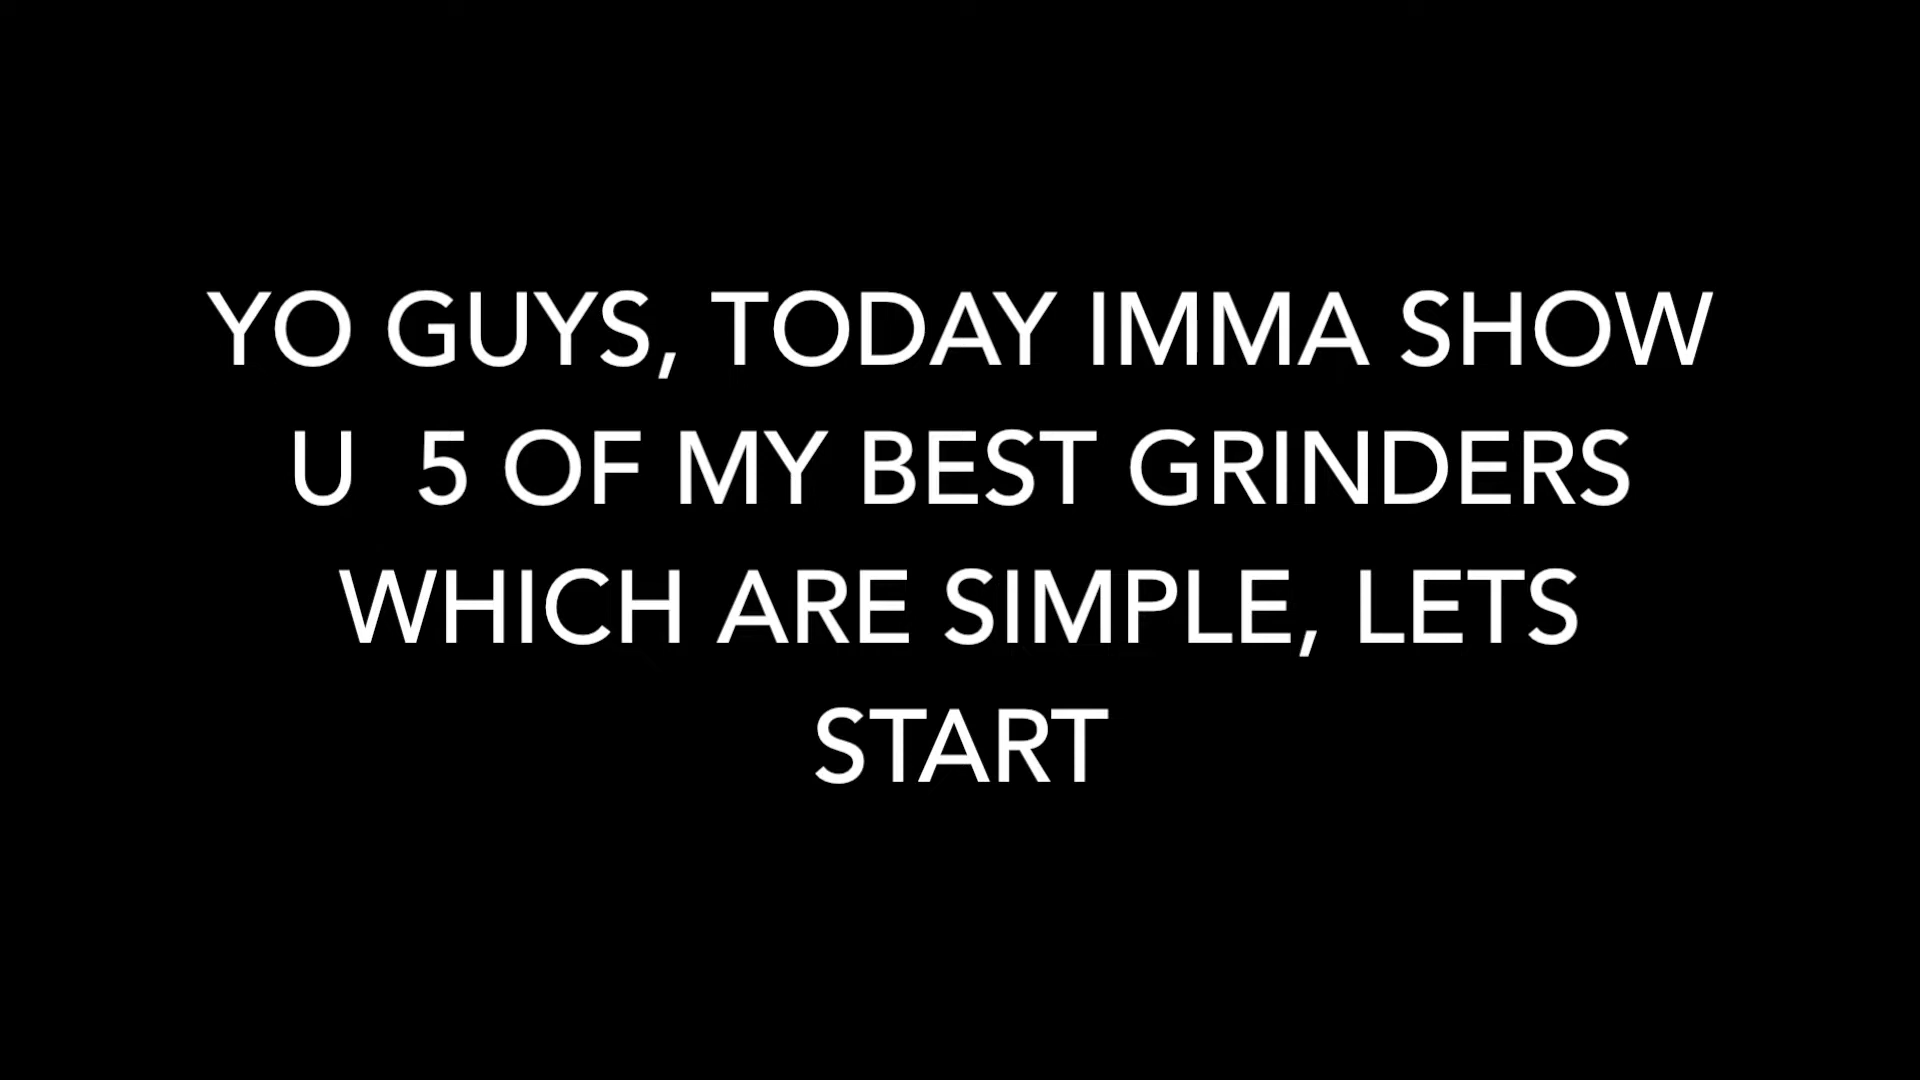 YO GUYS, TODAY IMMA SHOW
U  5 OF MY BEST GRINDERS
WHICH ARE SIMPLE, LETS
START